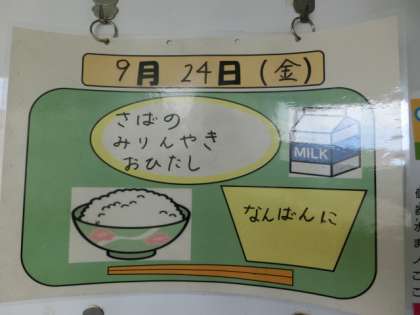 9月 24日 (金)
さばの
みりんやき
おひだし
MILK
なんばんに